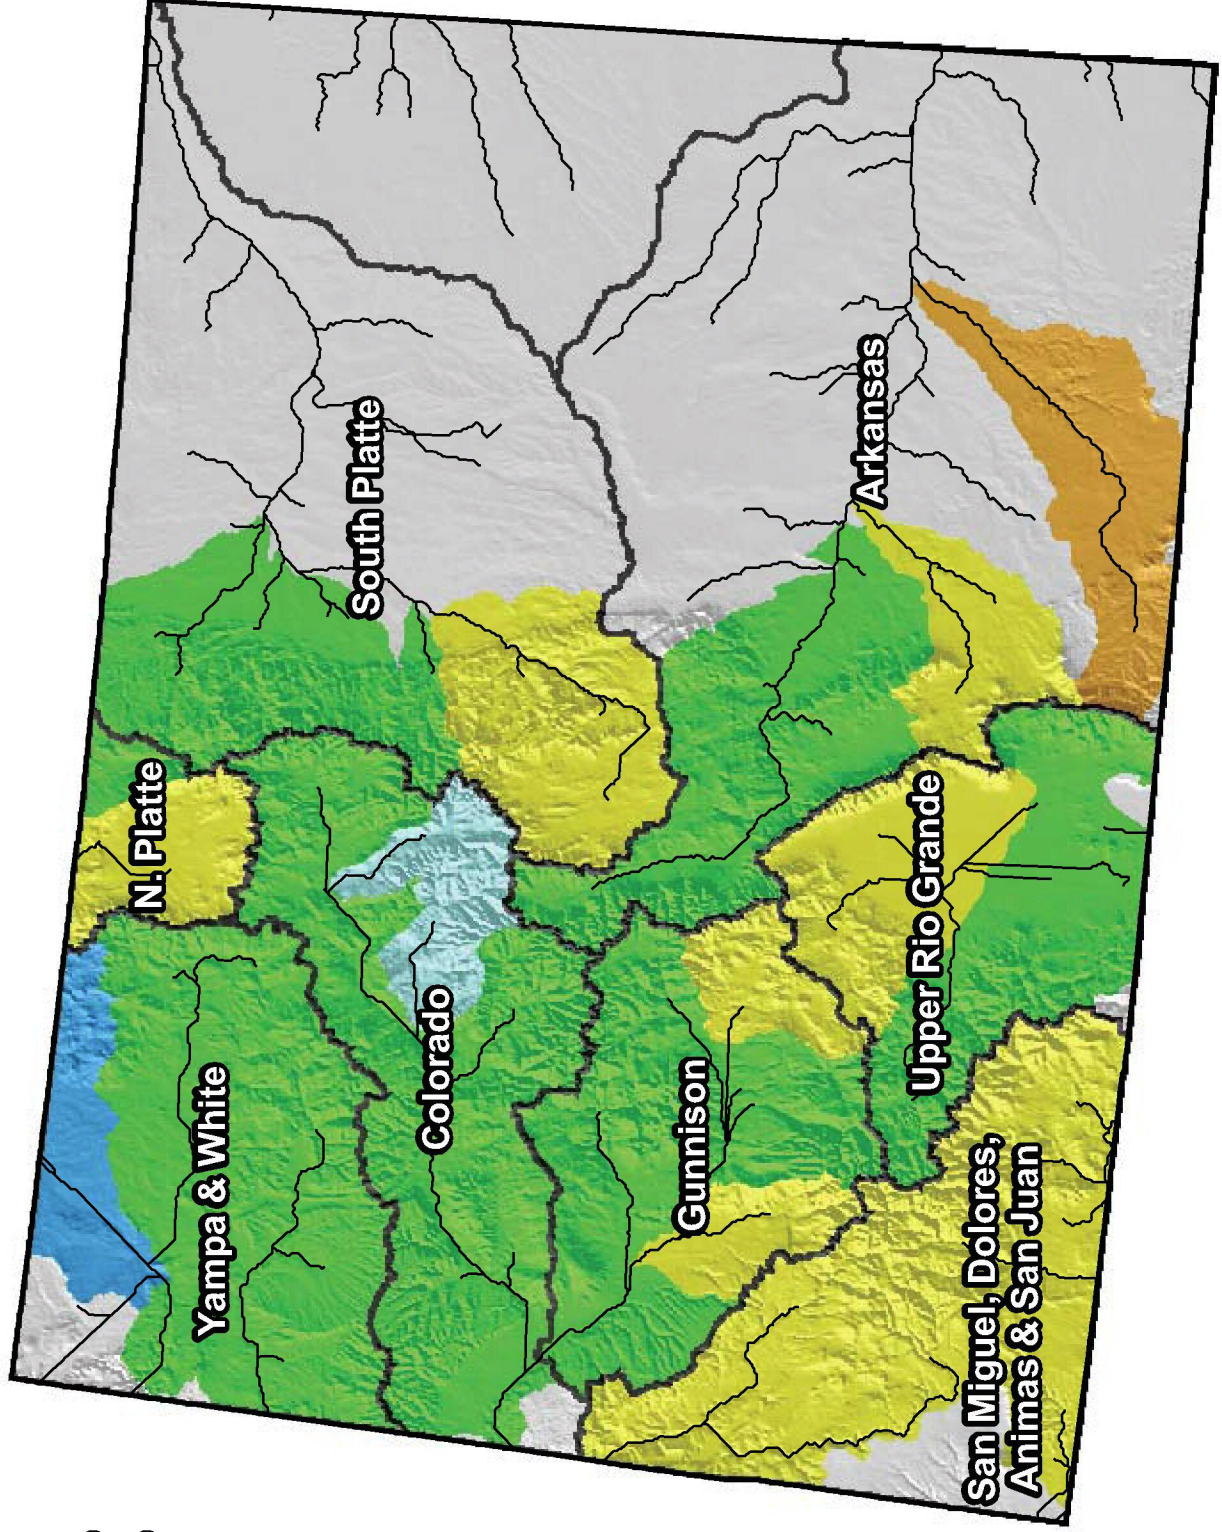 N. Platte
Yampa & White
South Platte
Colorado
Gunnison
Arkansas
Upper Rio Grande
San Miguel, Dolores,
Animas & San Juan